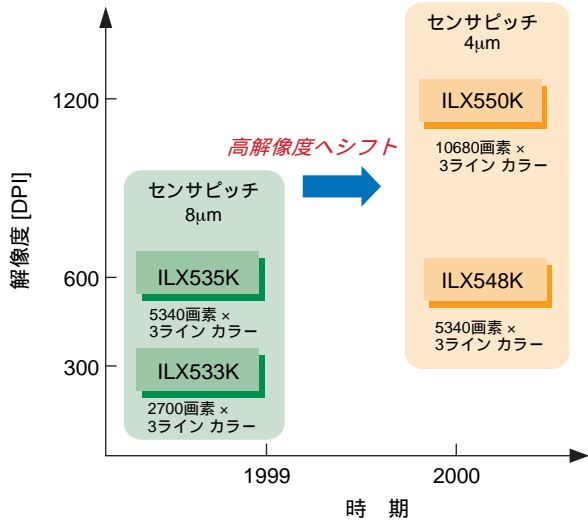 センサピッチ
4μm
ILX550K
10680画素 ×
3ライン カラー
1200
高解像度へシフト
センサピッチ
8μm
解像度 [DPI]
600
ILX535K
5340画素 ×
3ライン カラー
ILX548K
5340画素 ×
3ライン カラー
300
ILX533K
2700画素 ×
3ライン カラー
1999
2000
時　期